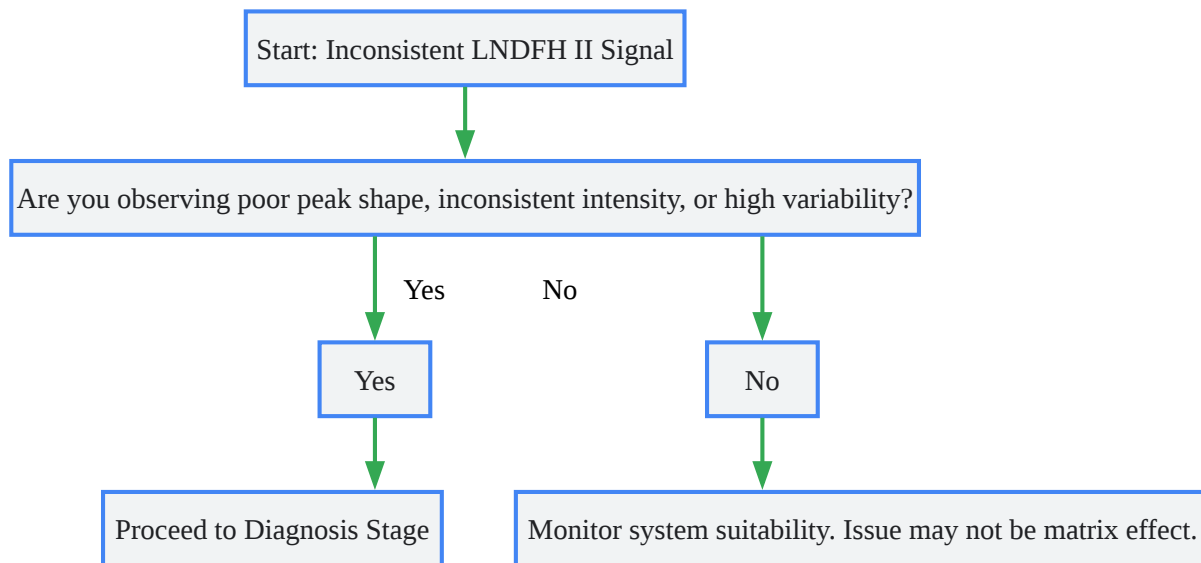 Start: Inconsistent LNDFH II Signal
Are you observing poor peak shape, inconsistent intensity, or high variability?
Yes
No
Yes
No
Proceed to Diagnosis Stage
Monitor system suitability. Issue may not be matrix effect.